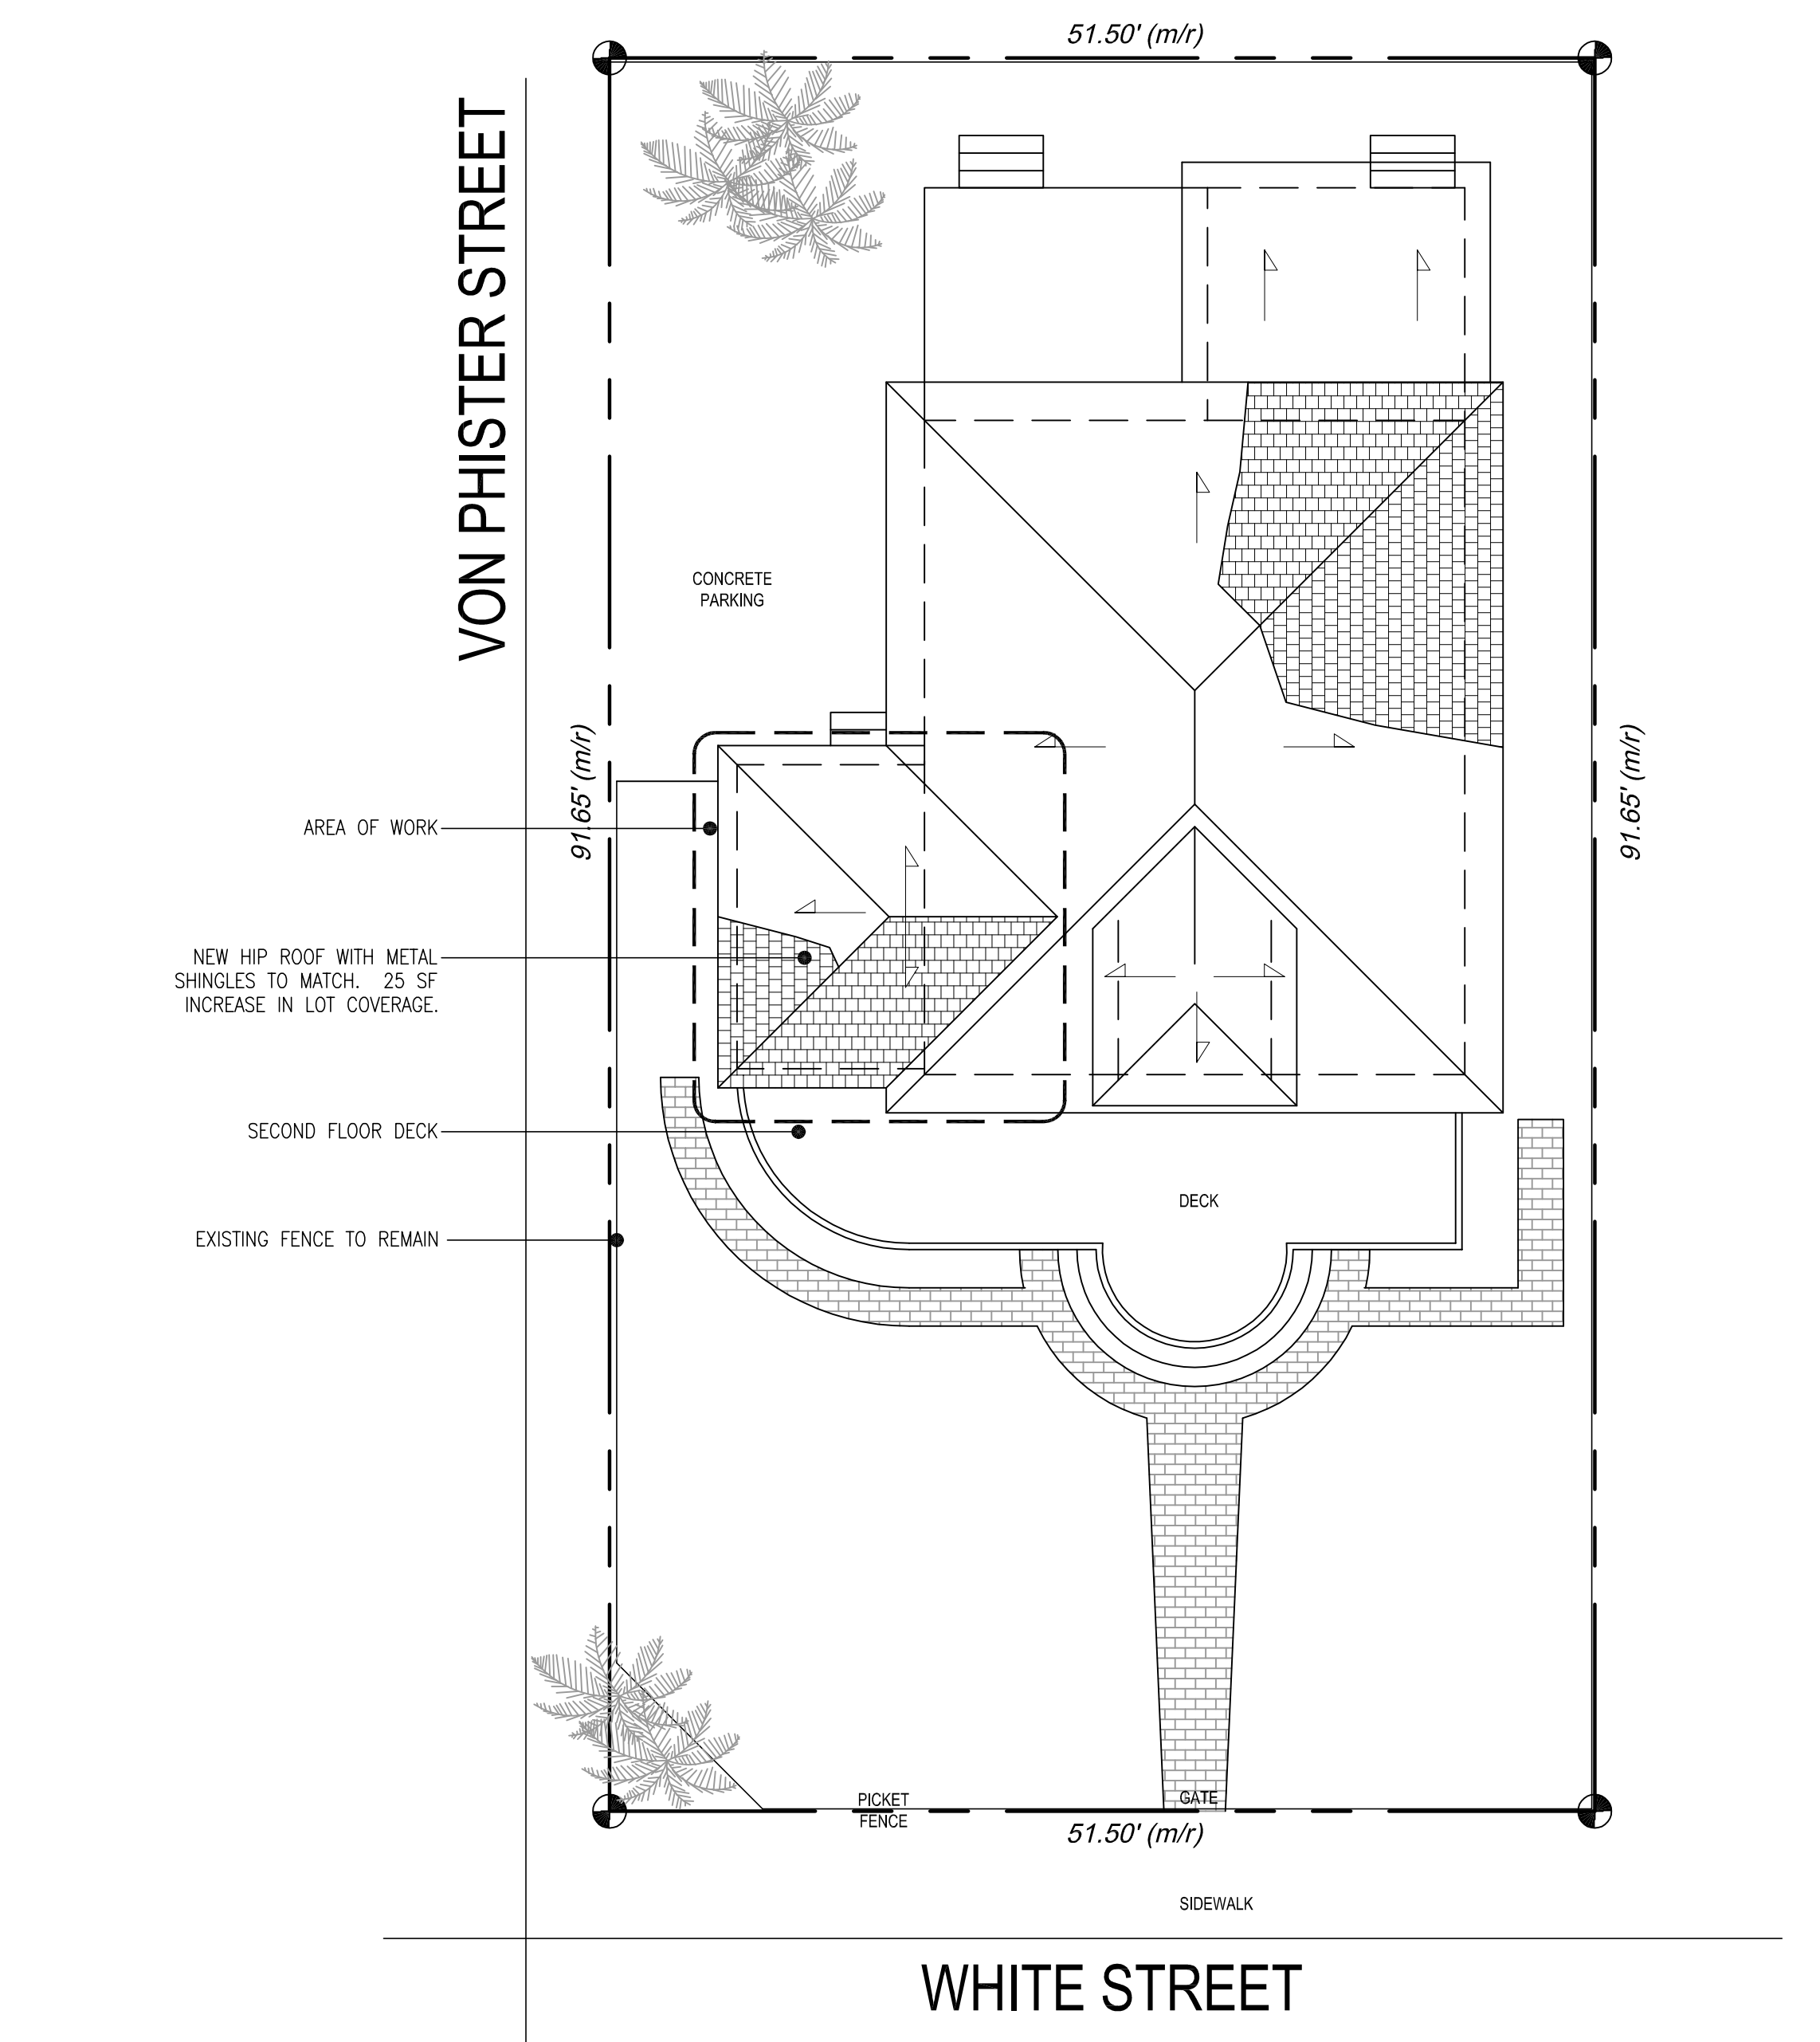 51.50' (m/r)
VON PHISTER STREET
CONCRETE
PARKING
91.65' (m/r)
91.65' (m/r)
AREA OF WORK
NEW HIP ROOF WITH METAL
SHINGLES TO MATCH. 25 SF
INCREASE IN LOT COVERAGE.
SECOND FLOOR DECK
DECK
EXISTING FENCE TO REMAIN
PICKET
FENCE
GATE
51.50' (m/r)
SIDEWALK
WHITE STREET